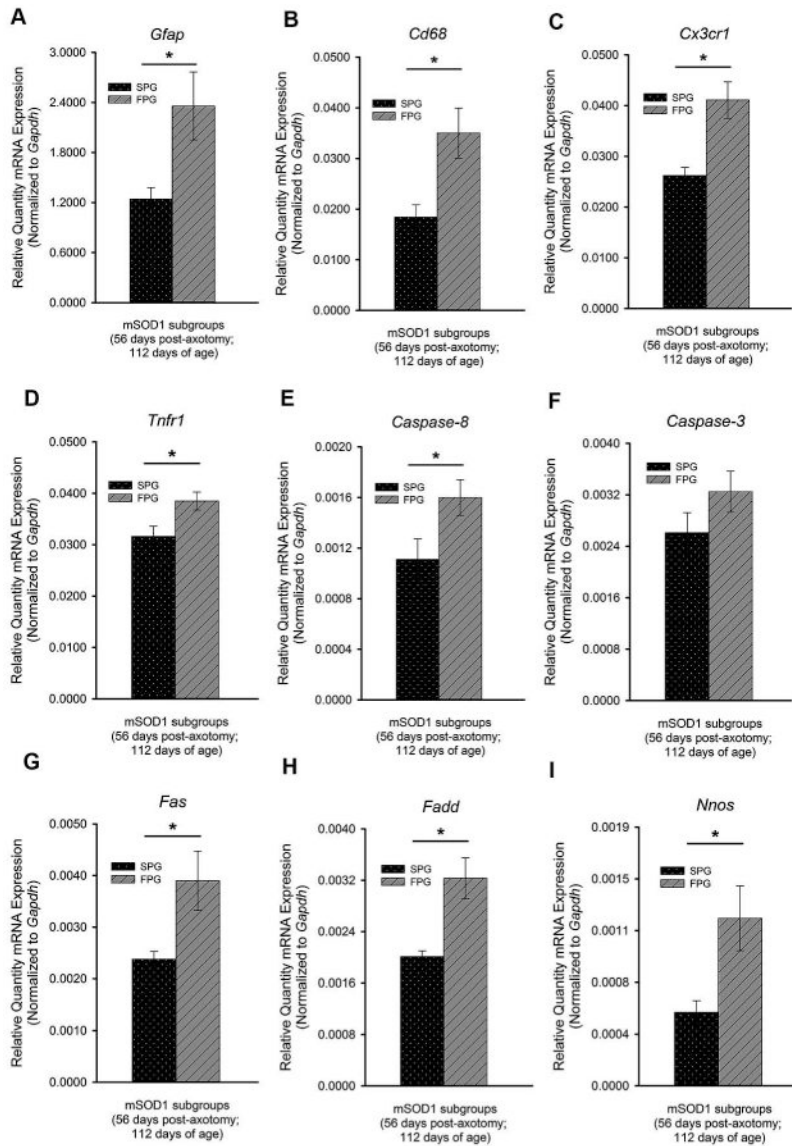 A
Gfap
Relative Quantity mRNA Expression
(Normalized to Gapdh)
3.0000
2.4000
1.8000
1.2000
0.6000
0.0000
*
SPG
FPG
mSOD1 subgroups
(56 days post-axotomy;
112 days of age)
B
Cd68
Relative Quantity mRNA Expression
(Normalized to Gapdh)
0.0500
0.0400
0.0300
0.0200
0.0100
0.0000
*
SPG
FPG
mSOD1 subgroups
(56 days post-axotomy;
112 days of age)
C
Cx3cr1
Relative Quantity mRNA Expression
(Normalized to Gapdh)
0.0500
0.0400
0.0300
0.0200
0.0100
0.0000
*
SPG
FPG
mSOD1 subgroups
(56 days post-axotomy;
112 days of age)
D
Tnfr1
Relative Quantity mRNA Expression
(Normalized to Gapdh)
0.0500
0.0400
0.0300
0.0200
0.0100
0.0000
*
SPG
FPG
mSOD1 subgroups
(56 days post-axotomy;
112 days of age)
E
Caspase-8
Relative Quantity mRNA Expression
(Normalized to Gapdh)
0.0020
0.0016
0.0012
0.0008
0.0004
0.0000
*
SPG
FPG
mSOD1 subgroups
(56 days post-axotomy;
112 days of age)
F
Caspase-3
Relative Quantity mRNA Expression
(Normalized to Gapdh)
0.0040
0.0032
0.0024
0.0016
0.0008
0.0000
SPG
FPG
mSOD1 subgroups
(56 days post-axotomy;
112 days of age)
G
Fas
Relative Quantity mRNA Expression
(Normalized to Gapdh)
0.0050
0.0040
0.0030
0.0020
0.0010
0.0000
*
SPG
FPG
mSOD1 subgroups
(56 days post-axotomy;
112 days of age)
H
Fadd
Relative Quantity mRNA Expression
(Normalized to Gapdh)
0.0040
0.0032
0.0024
0.0016
0.0008
0.0000
*
SPG
FPG
mSOD1 subgroups
(56 days post-axotomy;
112 days of age)
I
Nnos
Relative Quantity mRNA Expression
(Normalized to Gapdh)
0.0019
0.0015
0.0011
0.0008
0.0004
0.0000
*
SPG
FPG
mSOD1 subgroups
(56 days post-axotomy;
112 days of age)